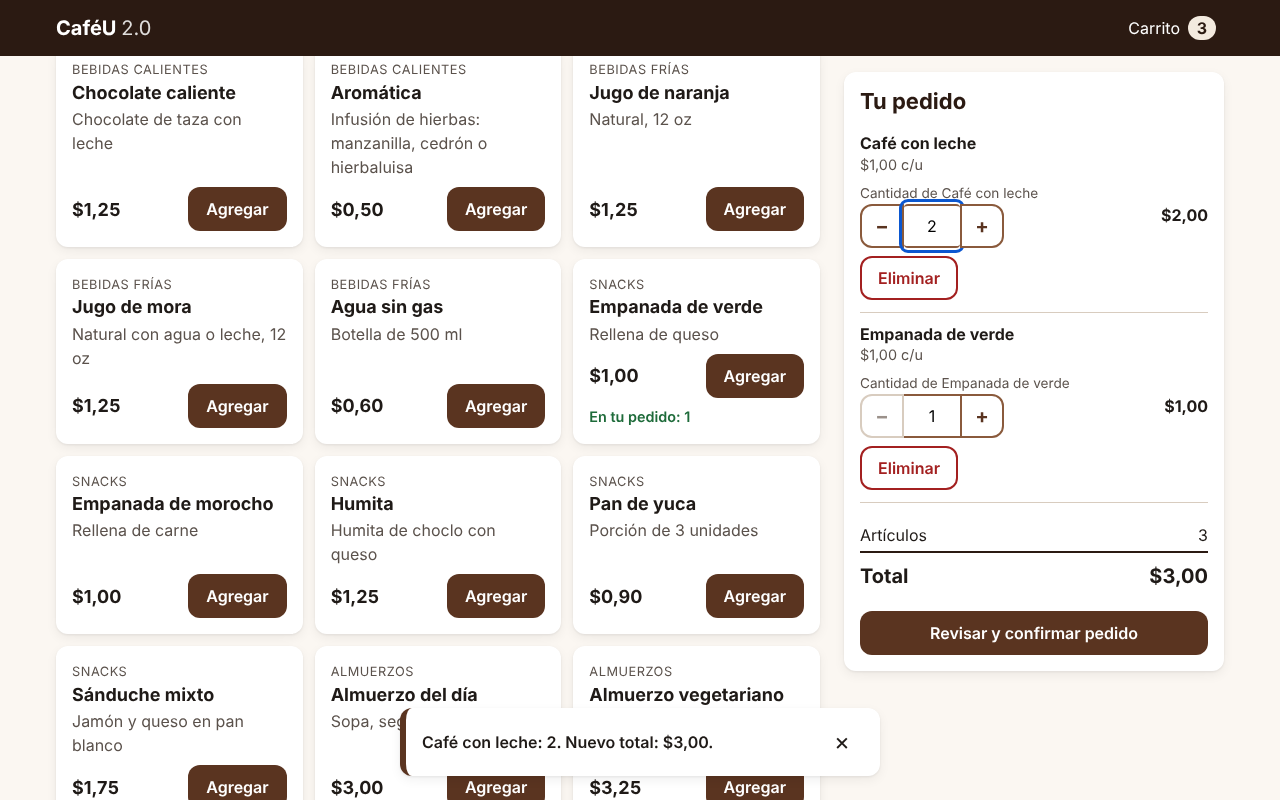 CaféU 2.0
Carrito 3
BEBIDAS CALIENTES
Chocolate caliente
Chocolate de taza con
leche
$1,25
Agregar
BEBIDAS CALIENTES
Aromática
Infusión de hierbas:
manzanilla, cedrón o
hierbaluisa
$0,50
Agregar
BEBIDAS FRÍAS
Jugo de naranja
Natural, 12 oz
$1,25
Agregar
BEBIDAS FRÍAS
Jugo de mora
Natural con agua o leche, 12
oz
$1,25
Agregar
BEBIDAS FRÍAS
Agua sin gas
Botella de 500 ml
$0,60
Agregar
SNACKS
Empanada de verde
Rellena de queso
$1,00
Agregar
En tu pedido: 1
SNACKS
Empanada de morocho
Rellena de carne
$1,00
Agregar
SNACKS
Humita
Humita de choclo con
queso
$1,25
Agregar
SNACKS
Pan de yuca
Porción de 3 unidades
$0,90
Agregar
SNACKS
Sánduche mixto
Jamón y queso en pan
blanco
$1,75
Agregar
ALMUERZOS
Almuerzo del día
Sopa,
$3,00
Agregar
ALMUERZOS
Almuerzo vegetariano
$3,25
Agregar
Tu pedido
Café con leche
$1,00 c/u
Cantidad de Café con leche
− 2 +
$2,00
Eliminar
Empanada de verde
$1,00 c/u
Cantidad de Empanada de verde
− 1 +
$1,00
Eliminar
Artículos 3
Total $3,00
Revisar y confirmar pedido
Café con leche: 2. Nuevo total: $3,00.
×